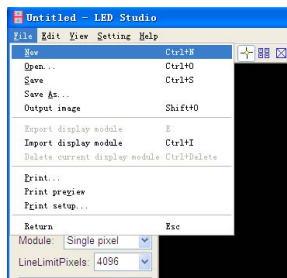 Untitled - LED Studio
File Edit View Setting Help
New Ctrl+N
Open... Ctrl+O
Save Ctrl+S
Save As...
Output image Shift+O
Export display module E
Import display module Ctrl+I
Delete current display module Ctrl+Delete
Print...
Print preview
Print setup...
Return Esc
Module: Single pixel
LineLimitPixels: 4096